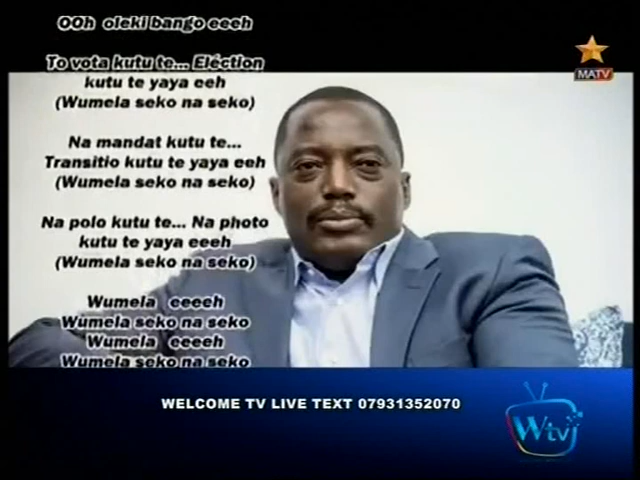 OOh oleki bango eeeh
To vota kutu te... Eléction
kutu te yaya eeh
(Wumela seko na seko)
Na mandat kutu te...
Transitio kutu te yaya eeh
(Wumela seko na seko)
Na polo kutu te... Na photo
kutu te yaya eeeh
(Wumela seko na seko)
Wumela eeeeh
Wumela seko na seko
Wumela eeeeh
Wumela seko na seko
MATV
WELCOME TV LIVE TEXT 07931352070
Wtv